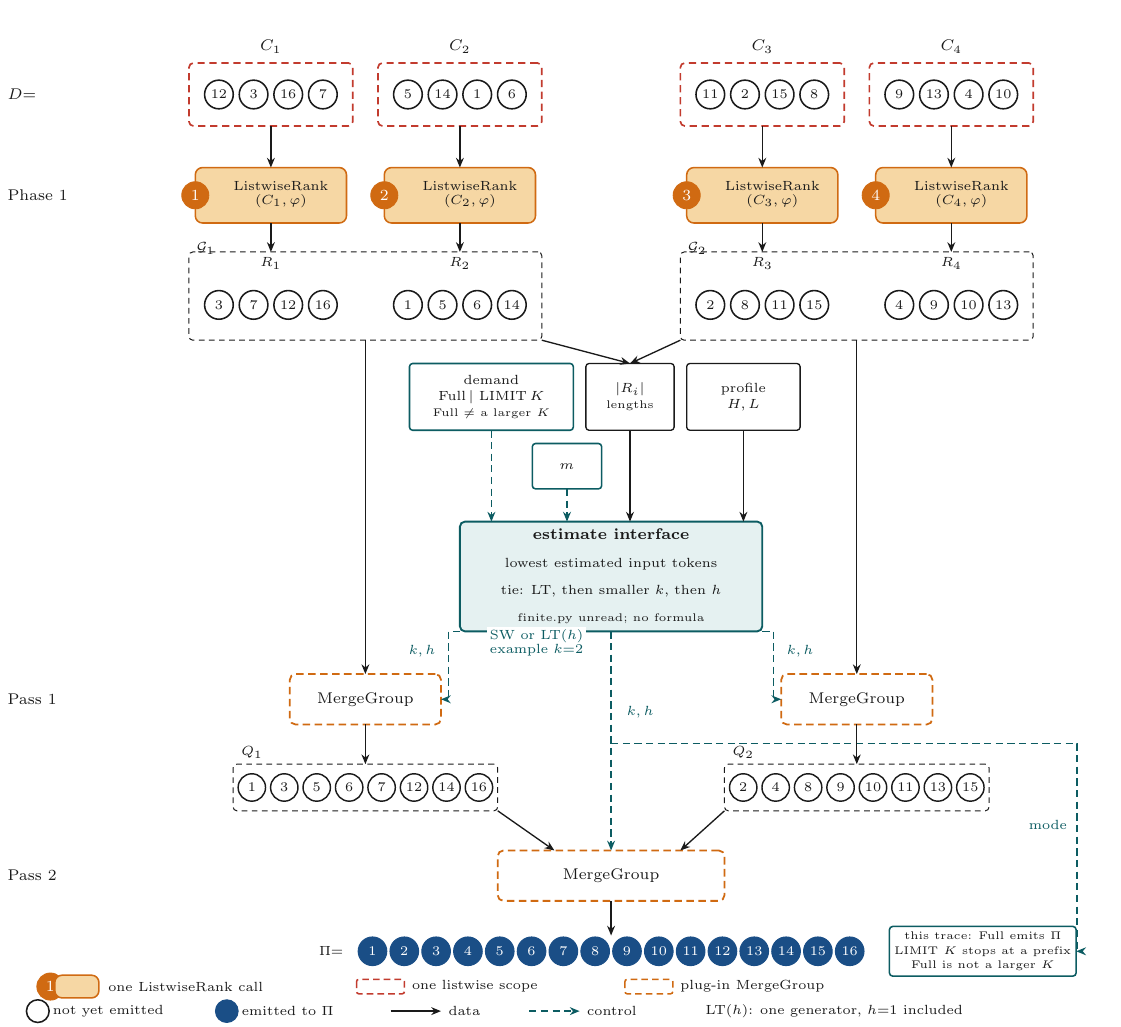 C1 C2 C3 C4
D= 12 3 16 7 5 14 1 6 11 2 15 8 9 13 4 10
Phase 1
1 ListwiseRank
(C1, φ)
2 ListwiseRank
(C2, φ)
3 ListwiseRank
(C3, φ)
4 ListwiseRank
(C4, φ)
G1 G2
R1 R2 R3 R4
3 7 12 16 1 5 6 14 2 8 11 15 4 9 10 13
demand
Full | LIMIT K
Full ≠ a larger K
|Ri|
lengths
profile
H, L
m
estimate interface
lowest estimated input tokens
tie: LT, then smaller k, then h
finite.py unread; no formula
SW or LT(h)
example k=2
k, h k, h
Pass 1 MergeGroup MergeGroup
k, h
Q1 Q2
1 3 5 6 7 12 14 16 2 4 8 9 10 11 13 15
mode
Pass 2 MergeGroup
Π= 1 2 3 4 5 6 7 8 9 10 11 12 13 14 15 16
this trace: Full emits Π
LIMIT K stops at a prefix
Full is not a larger K
1 one ListwiseRank call one listwise scope plug-in MergeGroup
not yet emitted emitted to Π data control LT(h): one generator, h=1 included